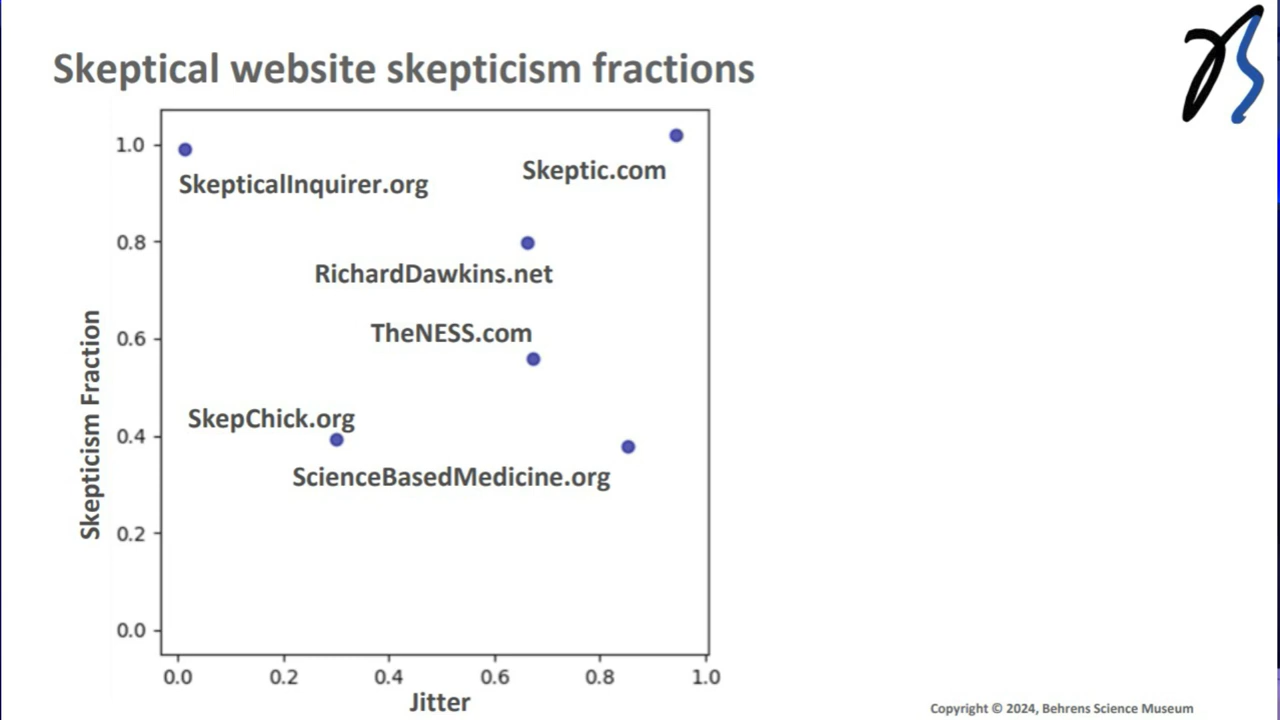 Skeptical website skepticism fractions
1.0
0.8
0.6
0.4
0.2
0.0
Skepticism Fraction
SkepticalInquirer.org
Skeptic.com
RichardDawkins.net
TheNESS.com
SkepChick.org
ScienceBasedMedicine.org
0.0 0.2 0.4 0.6 0.8 1.0
Jitter
Copyright © 2024, Behrens Science Museum